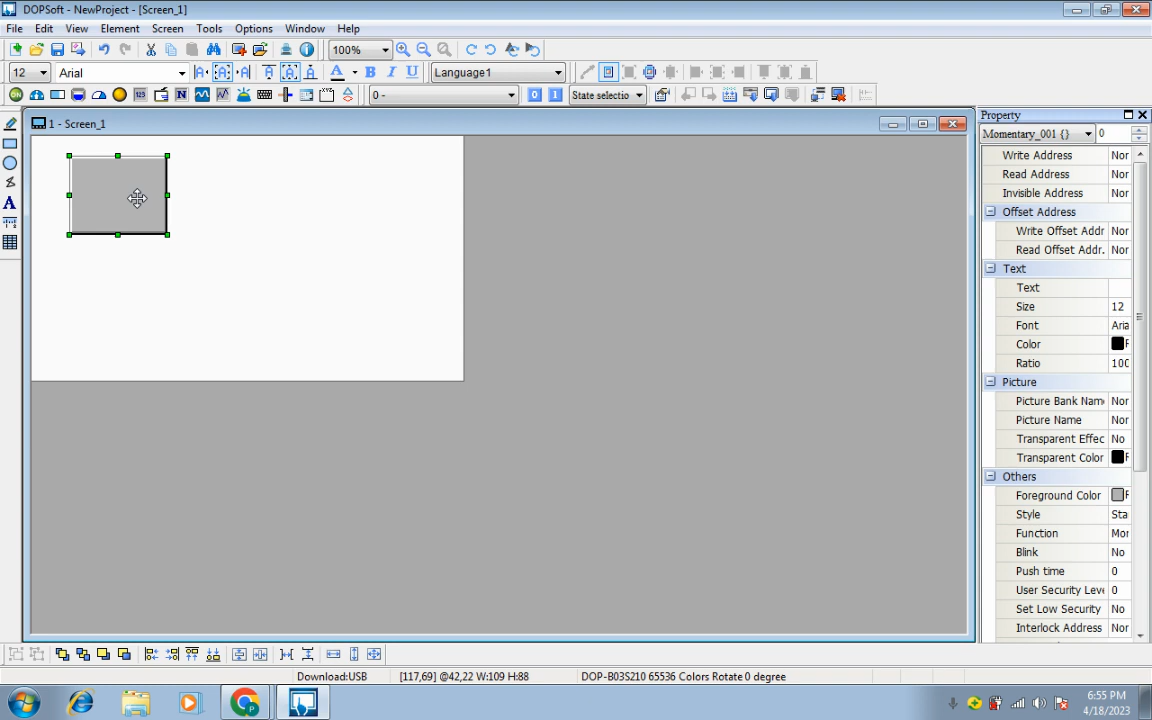 DOPSoft - NewProject - [Screen_1]
File Edit View Element Screen Tools Options Window Help
100%
12 Arial A A A A A A A B I U Language1
ON 123 N 0 - 0 1 State selectio
1 - Screen_1
A
Property
Momentary_001 {} 0
Write Address Nor
Read Address Nor
Invisible Address Nor
Offset Address
Write Offset Addr Nor
Read Offset Addr. Nor
Text
Text
Size 12
Font Aria
Color F
Ratio 100
Picture
Picture Bank Name Nor
Picture Name Nor
Transparent Effec No
Transparent Color F
Others
Foreground Color F
Style Sta
Function Mor
Blink No
Push time 0
User Security Leve 0
Set Low Security No
Interlock Address Nor
Download:USB [117,69] @42,22 W:109 H:88 DOP-B03S210 65536 Colors Rotate 0 degree
P
6:55 PM
4/18/2023